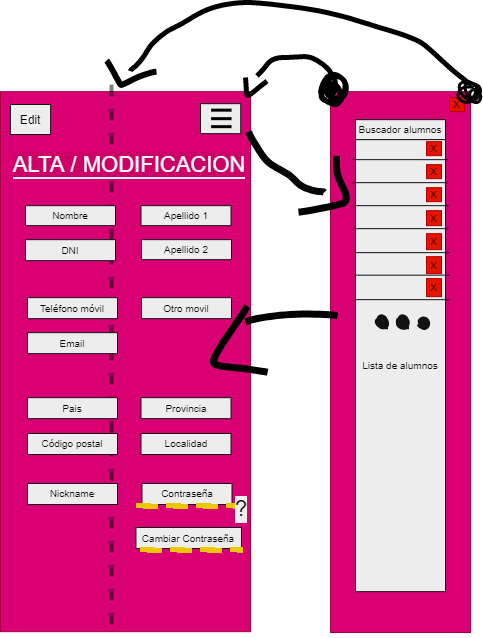 Edit
ALTA / MODIFICACION
Nombre
Apellido 1
DNI
Apellido 2
Teléfono móvil
Otro movil
Email
Pais
Provincia
Código postal
Localidad
Nickname
Contraseña
?
Cambiar Contraseña
X
Buscador alumnos
X
X
X
X
X
X
X
Lista de alumnos